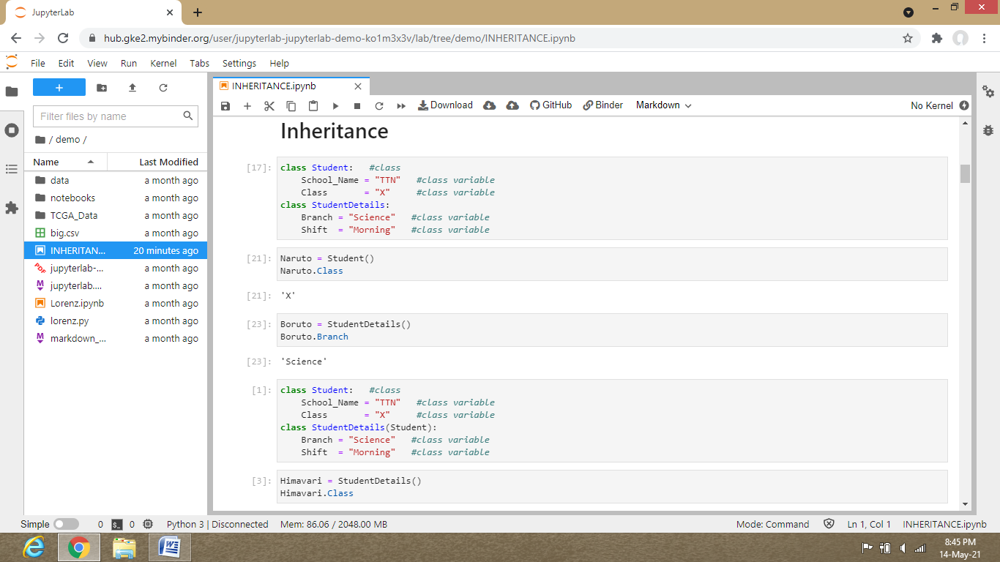 JupyterLab
hub.gke2.mybinder.org/user/jupyterlab-jupyterlab-demo-ko1m3x3v/lab/tree/demo/INHERITANCE.ipynb
File Edit View Run Kernel Tabs Settings Help
INHERITANCE.ipynb
Filter files by name
/ demo /
Name Last Modified
data a month ago
notebooks a month ago
TCGA_Data a month ago
big.csv a month ago
INHERITAN... 20 minutes ago
jupyterlab-... a month ago
jupyterlab.... a month ago
Lorenz.ipynb a month ago
lorenz.py a month ago
markdown_... a month ago
Download GitHub Binder Markdown No Kernel
Inheritance
[17]: class Student: #class
School_Name = "TTN" #class variable
Class = "X" #class variable
class StudentDetails:
Branch = "Science" #class variable
Shift = "Morning" #class variable
[21]: Naruto = Student()
Naruto.Class
[21]: 'X'
[23]: Boruto = StudentDetails()
Boruto.Branch
[23]: 'Science'
[1]: class Student: #class
School_Name = "TTN" #class variable
Class = "X" #class variable
class StudentDetails(Student):
Branch = "Science" #class variable
Shift = "Morning" #class variable
[3]: Himavari = StudentDetails()
Himavari.Class
Simple 0 $_ 0 Python 3 | Disconnected Mem: 86.06 / 2048.00 MB Mode: Command Ln 1, Col 1 INHERITANCE.ipynb
8:45 PM
14-May-21